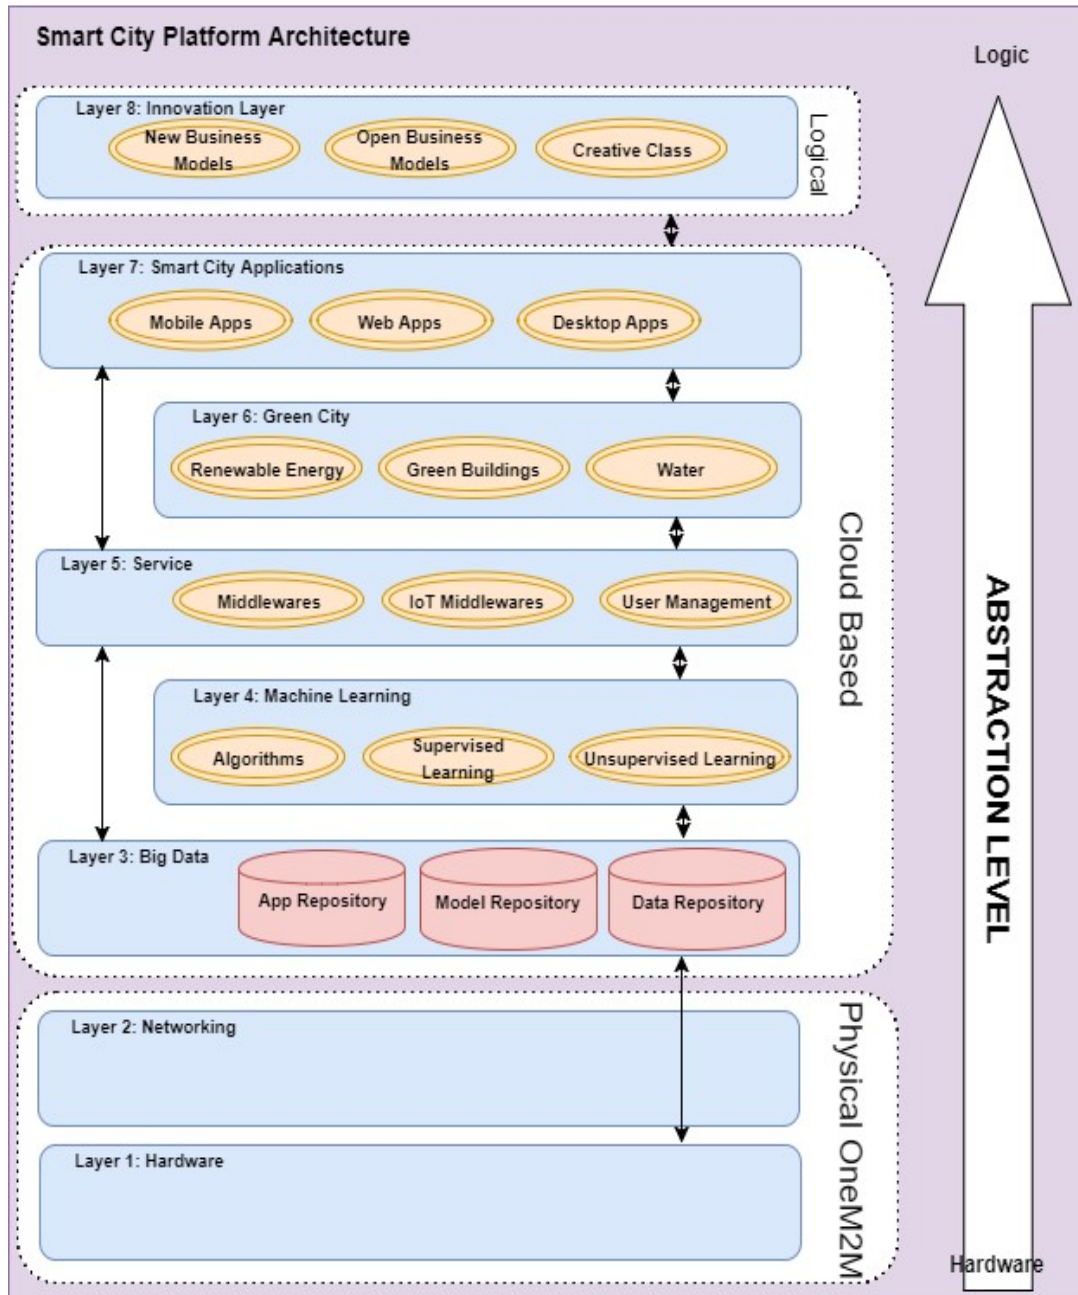 Smart City Platform Architecture
Logic
Layer 8: Innovation Layer
New Business
Models
Open Business
Models
Creative Class
Logical
Layer 7: Smart City Applications
Mobile Apps
Web Apps
Desktop Apps
Layer 6: Green City
Renewable Energy
Green Buildings
Water
Layer 5: Service
Middlewares
IoT Middlewares
User Management
Layer 4: Machine Learning
Algorithms
Supervised
Learning
Unsupervised Learning
Layer 3: Big Data
App Repository
Model Repository
Data Repository
Cloud Based
Layer 2: Networking
Layer 1: Hardware
Physical OneM2M
ABSTRACTION LEVEL
Hardware